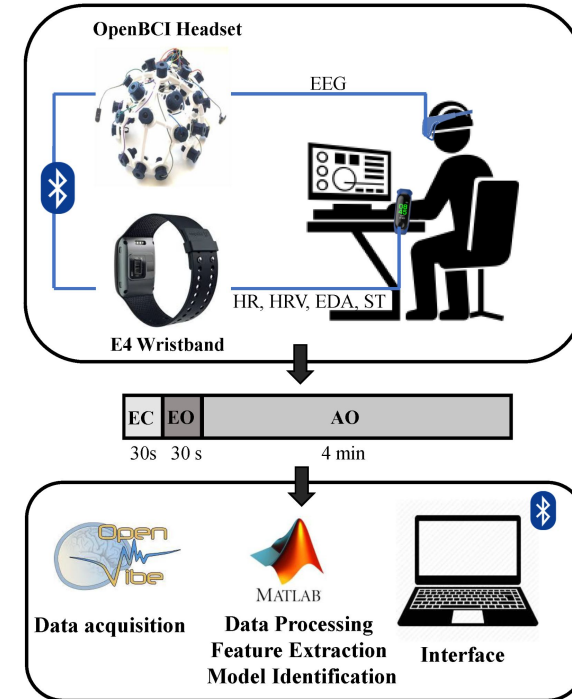 OpenBCI Headset
EEG
HR, HRV, EDA, ST
E4 Wristband
EC EO AO
30s 30 s 4 min
Open
Vibe
MATLAB
Data acquisition
Data Processing
Feature Extraction
Model Identification
Interface